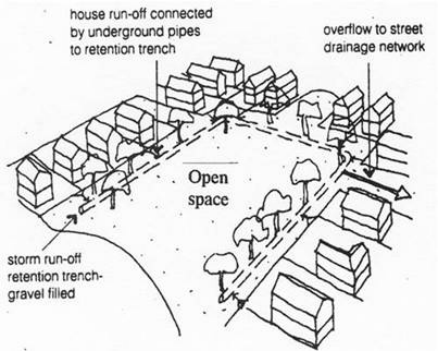 house run-off connected
by underground pipes
to retention trench
overflow to street
drainage network
Open
space
storm run-off
retention trench-
gravel filled